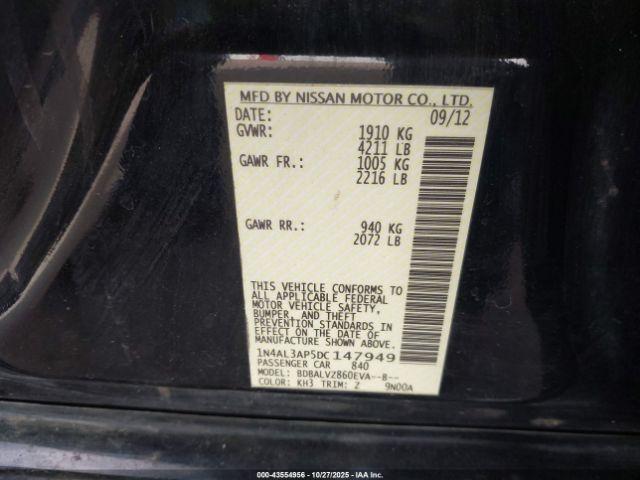 MFD BY NISSAN MOTOR CO., LTD.
DATE: 09/12
GVWR: 1910 KG
4211 LB
GAWR FR.: 1005 KG
2216 LB
GAWR RR.: 940 KG
2072 LB
THIS VEHICLE CONFORMS TO
ALL APPLICABLE FEDERAL
MOTOR VEHICLE SAFETY,
BUMPER, AND THEFT
PREVENTION STANDARDS IN
EFFECT ON THE DATE OF
MANUFACTURE SHOWN ABOVE.
1N4AL3AP5DC147949
PASSENGER CAR 840
MODEL: BDBALVZ860EVA--B--
COLOR: KH3 TRIM: Z 9N00A
000-43554956 | 10/27/2025 | IAA Inc.